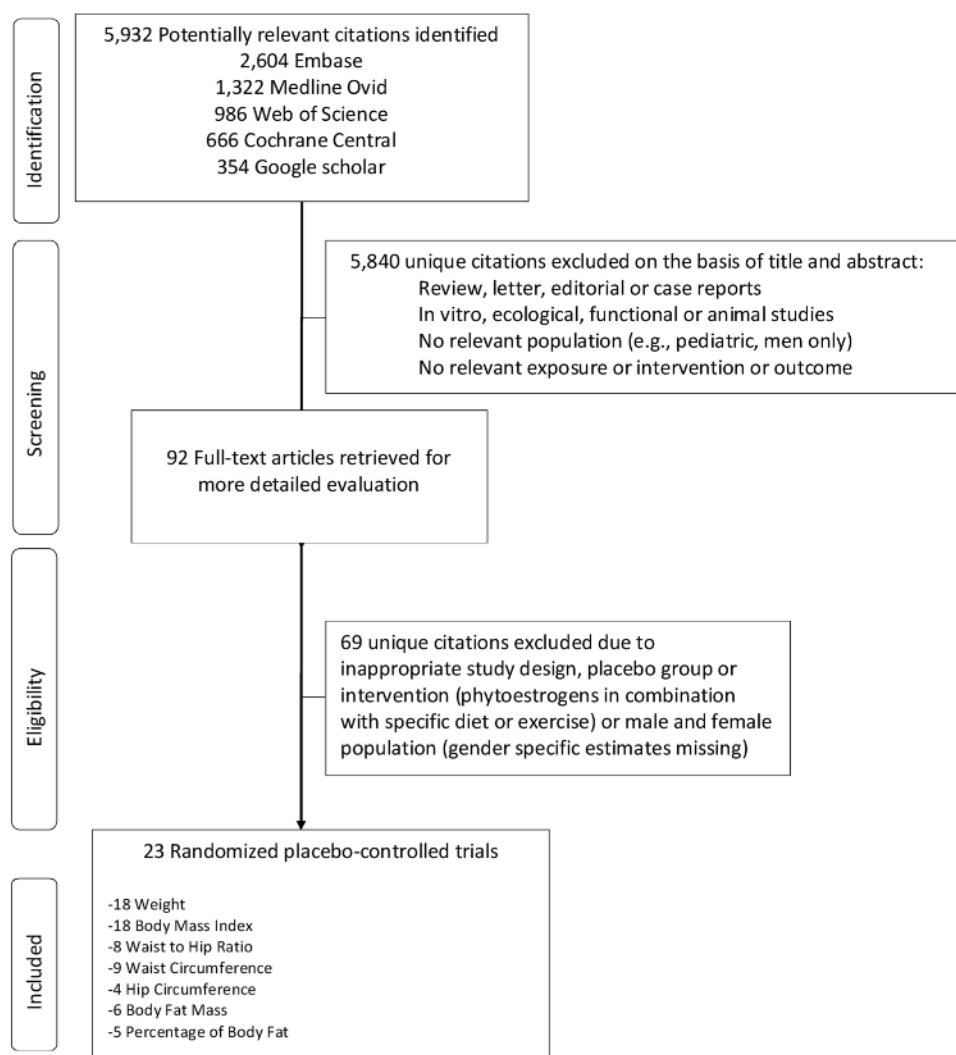 Identification
5,932 Potentially relevant citations identified
2,604 Embase
1,322 Medline Ovid
986 Web of Science
666 Cochrane Central
354 Google scholar
Screening
5,840 unique citations excluded on the basis of title and abstract:
Review, letter, editorial or case reports
In vitro, ecological, functional or animal studies
No relevant population (e.g., pediatric, men only)
No relevant exposure or intervention or outcome
92 Full-text articles retrieved for
more detailed evaluation
Eligibility
69 unique citations excluded due to
inappropriate study design, placebo group or
intervention (phytoestrogens in combination
with specific diet or exercise) or male and female
population (gender specific estimates missing)
Included
23 Randomized placebo-controlled trials
-18 Weight
-18 Body Mass Index
-8 Waist to Hip Ratio
-9 Waist Circumference
-4 Hip Circumference
-6 Body Fat Mass
-5 Percentage of Body Fat